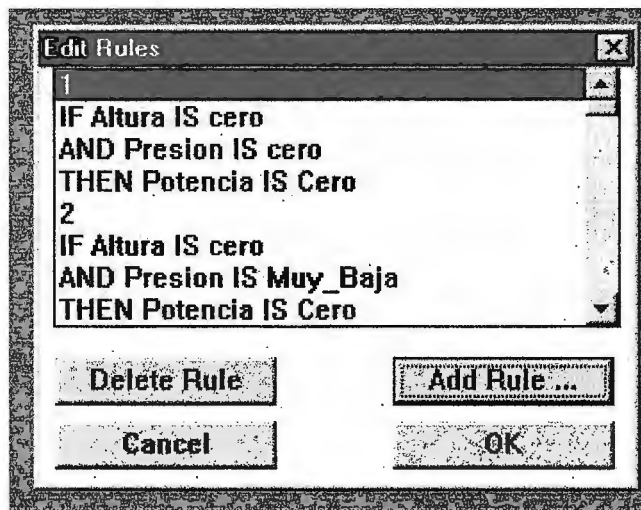 Edit Rules
1
IF Altura IS cero
AND Presion IS cero
THEN Potencia IS Cero
2
IF Altura IS cero
AND Presion IS Muy_Baja
THEN Potencia IS Cero
Delete Rule
Add Rule ...
Cancel
OK